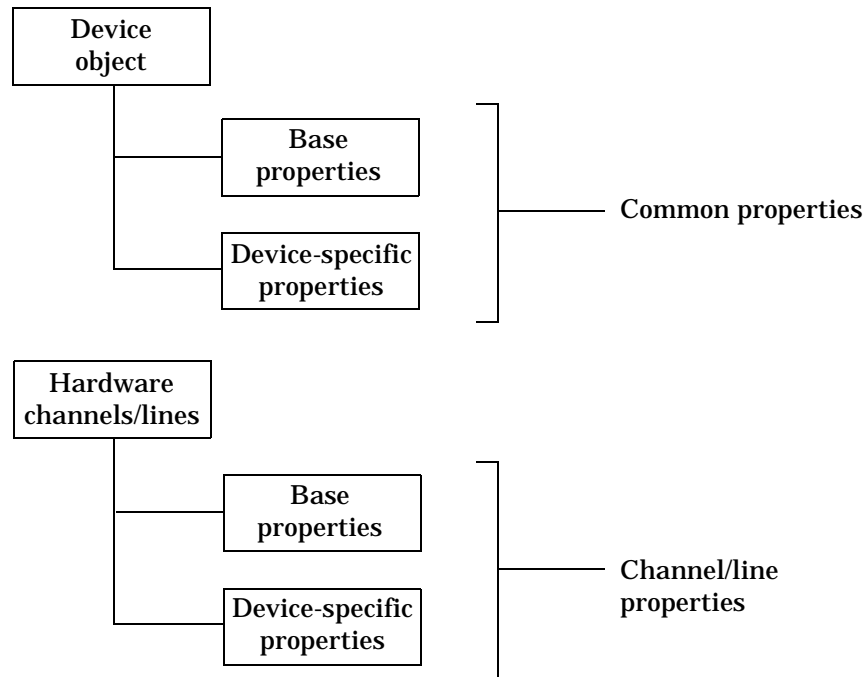 Device
object
Base
properties
Common properties
Device-specific
properties
Hardware
channels/lines
Base
properties
Channel/line
properties
Device-specific
properties